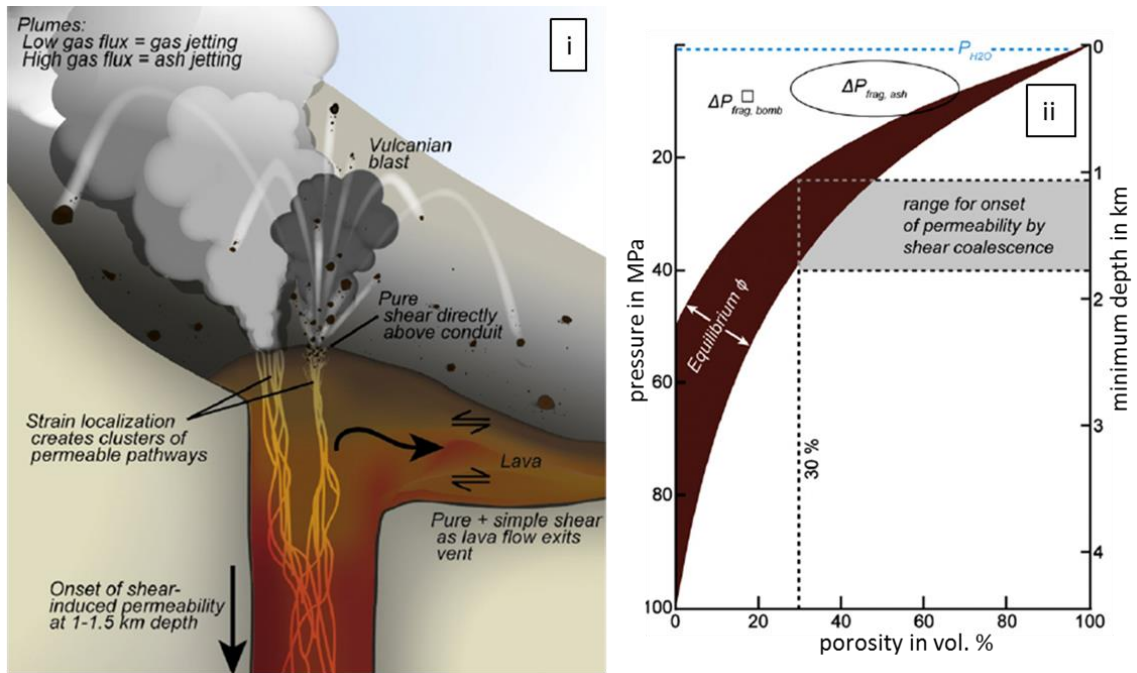 Plumes:
Low gas flux = gas jetting
High gas flux = ash jetting
i
Vulcanian
blast
Pure
shear directly
above conduit
Strain localization
creates clusters of
permeable pathways
Lava
Pure + simple shear
as lava flow exits
vent
Onset of shear-
induced permeability
at 1-1.5 km depth
ii
P H2O
ΔP frag, bomb
ΔP frag, ash
range for onset
of permeability by
shear coalescence
Equilibrium ϕ
30 %
pressure in MPa
20
40
60
80
100
minimum depth in km
0
1
2
3
4
0 20 40 60 80 100
porosity in vol. %